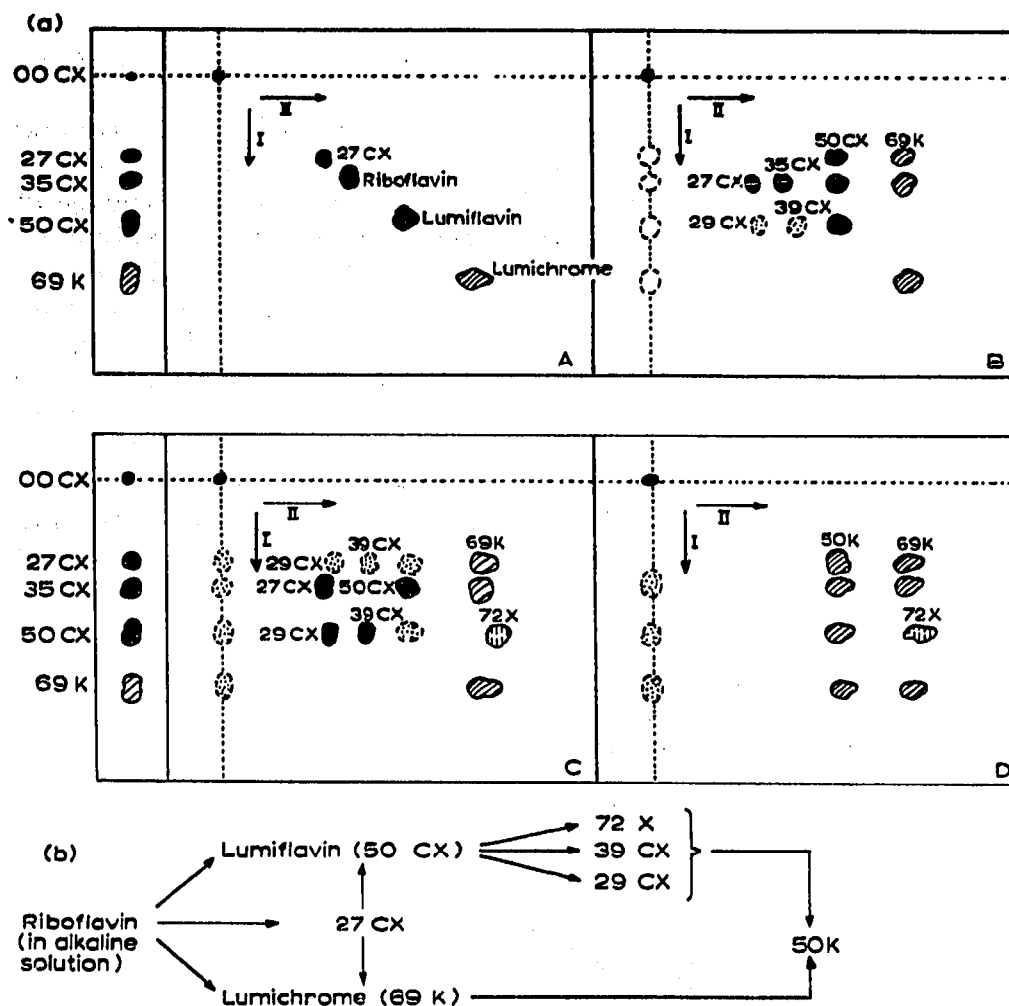 (a)
00 CX
27 CX
35 CX
50 CX
69 K
II
I
27 CX
Riboflavin
Lumiflavin
Lumichrome
A
II
I
50 CX
69 K
35 CX
27 CX
39 CX
29 CX
B
00 CX
27 CX
35 CX
50 CX
69 K
II
I
39 CX
69 K
29 CX
27 CX
50 CX
39 CX
29 CX
72 X
C
II
I
50 K
69 K
72 X
D
(b)
72 X
Lumiflavin (50 CX)
39 CX
29 CX
Riboflavin
(in alkaline
solution)
27 CX
50 K
Lumichrome (69 K)